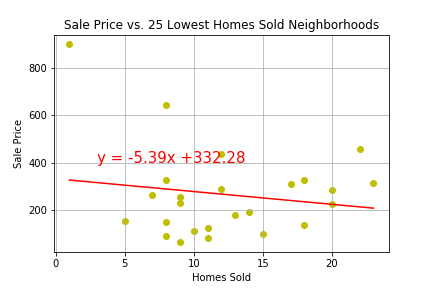 Sale Price vs. 25 Lowest Homes Sold Neighborhoods
800
600
400
200
Sale Price
y = -5.39x +332.28
0 5 10 15 20
Homes Sold